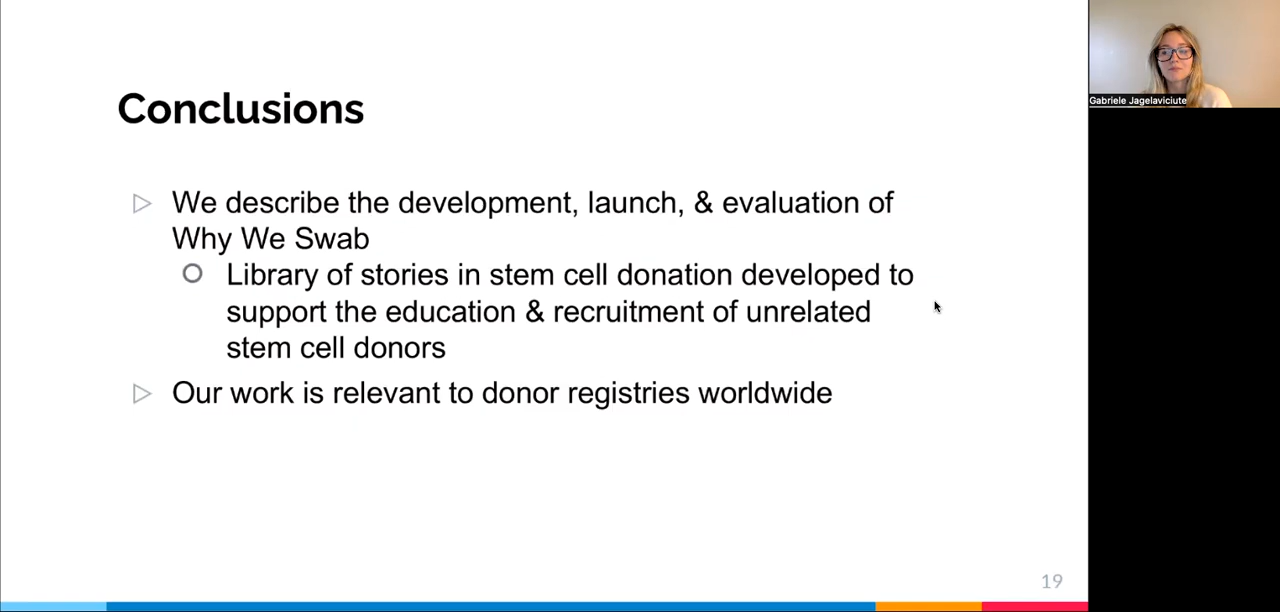 Conclusions
We describe the development, launch, & evaluation of
Why We Swab
Library of stories in stem cell donation developed to
support the education & recruitment of unrelated
stem cell donors
Our work is relevant to donor registries worldwide
19
Gabriele Jagelaviciute